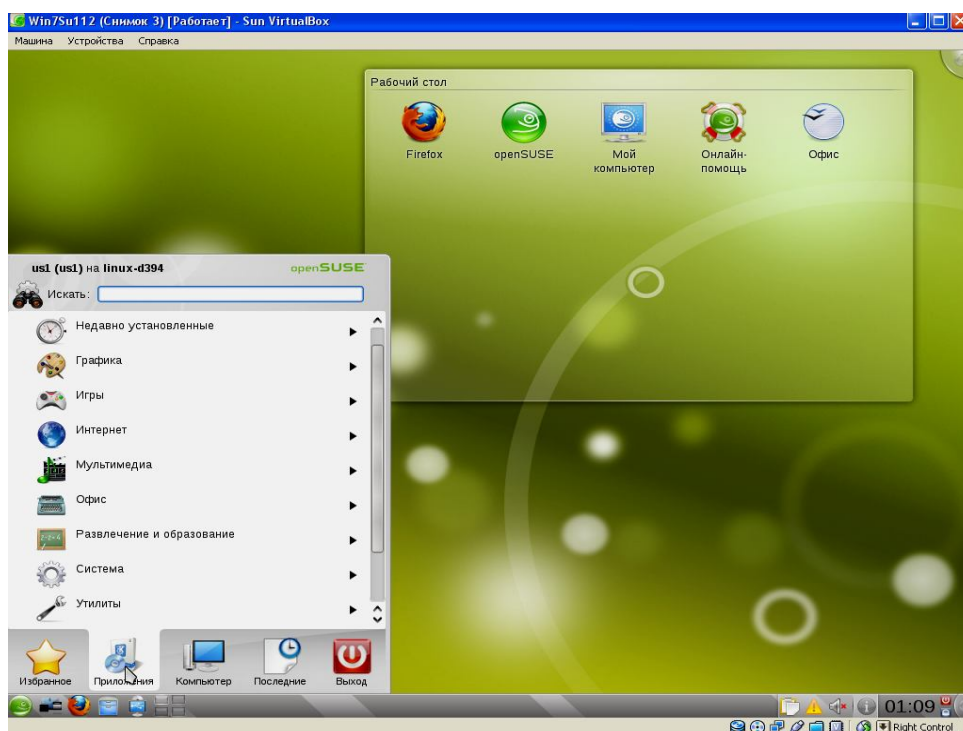 Win7Su112 (Снимок 3) [Работает] - Sun VirtualBox
Машина Устройства Справка
Рабочий стол
Firefox
openSUSE
Мой
компьютер
Онлайн-
помощь
Офис
us1 (us1) на linux-d394
openSUSE
Искать:
Недавно установленные
Графика
Игры
Интернет
Мультимедиа
Офис
Развлечение и образование
Система
Утилиты
Избранное
Приложения
Компьютер
Последние
Выход
01:09
Right Control